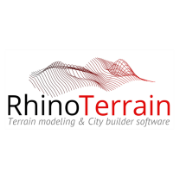 RhinoTerrain
Terrain modeling & City builder software